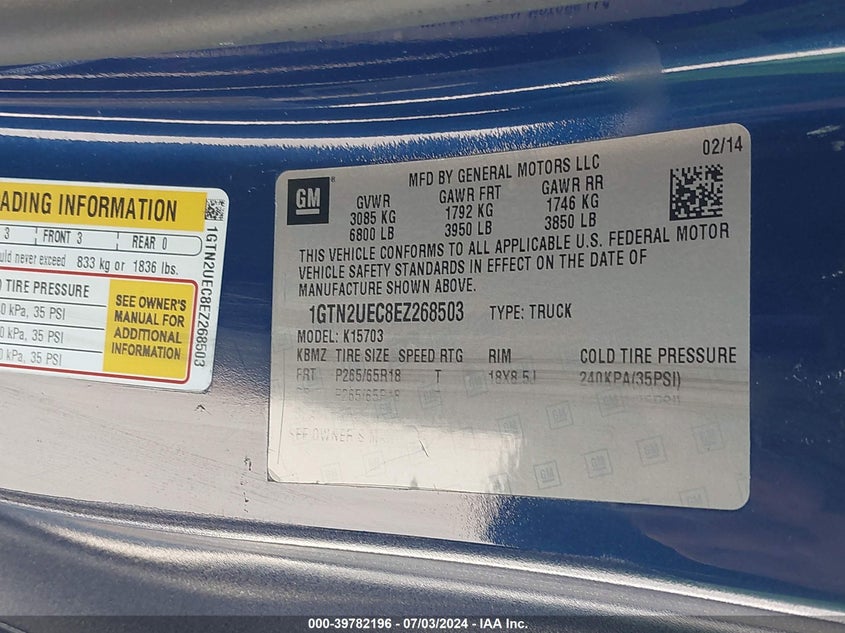 02/14
GM
MFD BY GENERAL MOTORS LLC
GVWR GAWR FRT GAWR RR
3085 KG 1792 KG 1746 KG
6800 LB 3950 LB 3850 LB
THIS VEHICLE CONFORMS TO ALL APPLICABLE U.S. FEDERAL MOTOR
VEHICLE SAFETY STANDARDS IN EFFECT ON THE DATE OF
MANUFACTURE SHOWN ABOVE.
1GTN2UEC8EZ268503 TYPE: TRUCK
MODEL: K15703
KBMZ TIRE SIZE SPEED RTG RIM COLD TIRE PRESSURE
FRT P265/65R18 T 18X8.5J 240KPA(35PSI)
P265/65R18
SEE OWNER'S
ADING INFORMATION
3 FRONT 3 REAR 0
uld never exceed 833 kg or 1836 lbs.
TIRE PRESSURE
kPa, 35 PSI
kPa, 35 PSI
kPa, 35 PSI
SEE OWNER'S
MANUAL FOR
ADDITIONAL
INFORMATION
1GTN2UEC8EZ268503
000-39782196 - 07/03/2024 - IAA Inc.